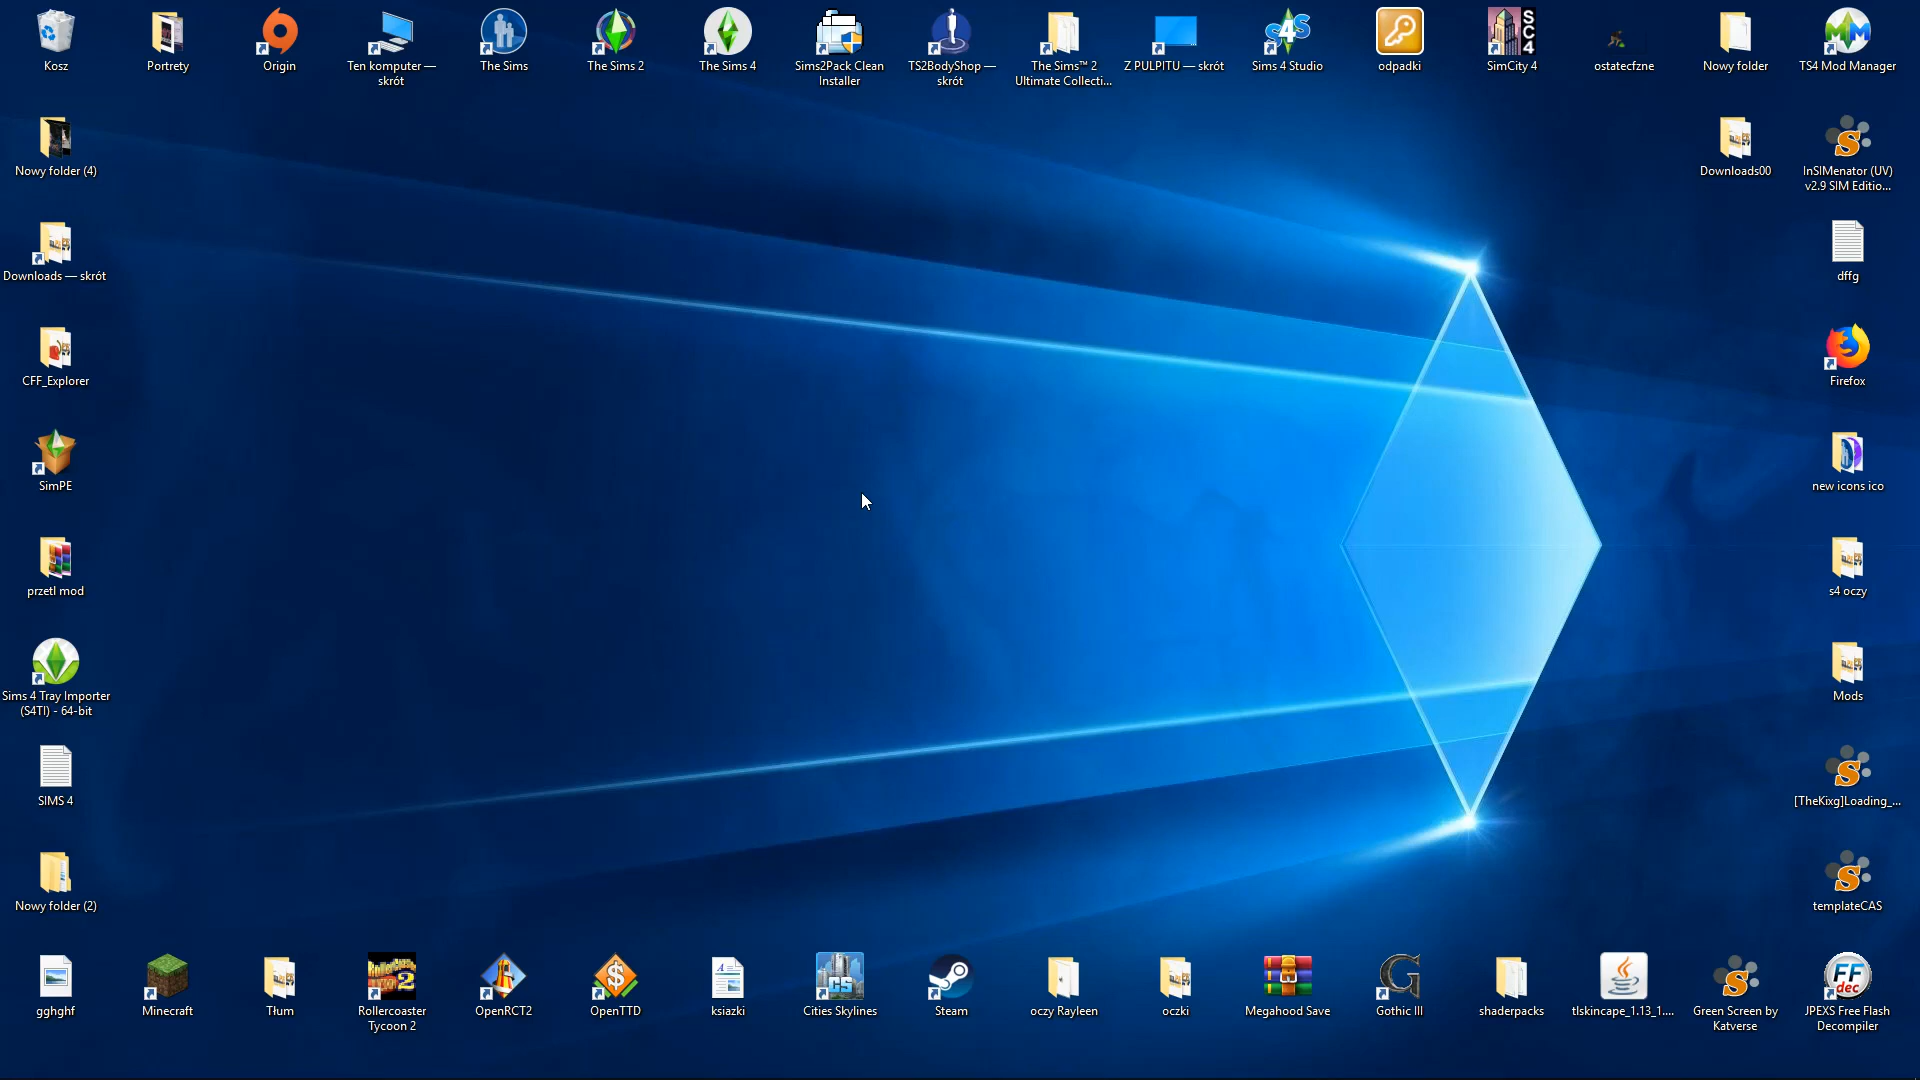 Kosz
Portrety
Origin
Ten komputer —
skrót
The Sims
The Sims 2
The Sims 4
Sims2Pack Clean
Installer
TS2BodyShop —
skrót
The Sims™ 2
Ultimate Collecti...
Z PULPITU — skrót
Sims 4 Studio
odpadki
SC4
SimCity 4
ostatecfzne
Nowy folder
TS4 Mod Manager
Nowy folder (4)
Downloads00
InSIMenator (UV)
v2.9 SIM Editio...
Downloads — skrót
dffg
CFF_Explorer
Firefox
SimPE
new icons ico
przetl mod
s4 oczy
Sims 4 Tray Importer
(S4TI) - 64-bit
Mods
SIMS 4
[TheKixg]Loading_...
Nowy folder (2)
templateCAS
gghghf
Minecraft
Tłum
Rollercoaster
Tycoon 2
OpenRCT2
OpenTTD
ksiazki
CS
Cities Skylines
Steam
oczy Rayleen
oczki
Megahood Save
Gothic III
shaderpacks
tlskincape_1.13_1....
Green Screen by
Katverse
FF
dec
JPEXS Free Flash
Decompiler